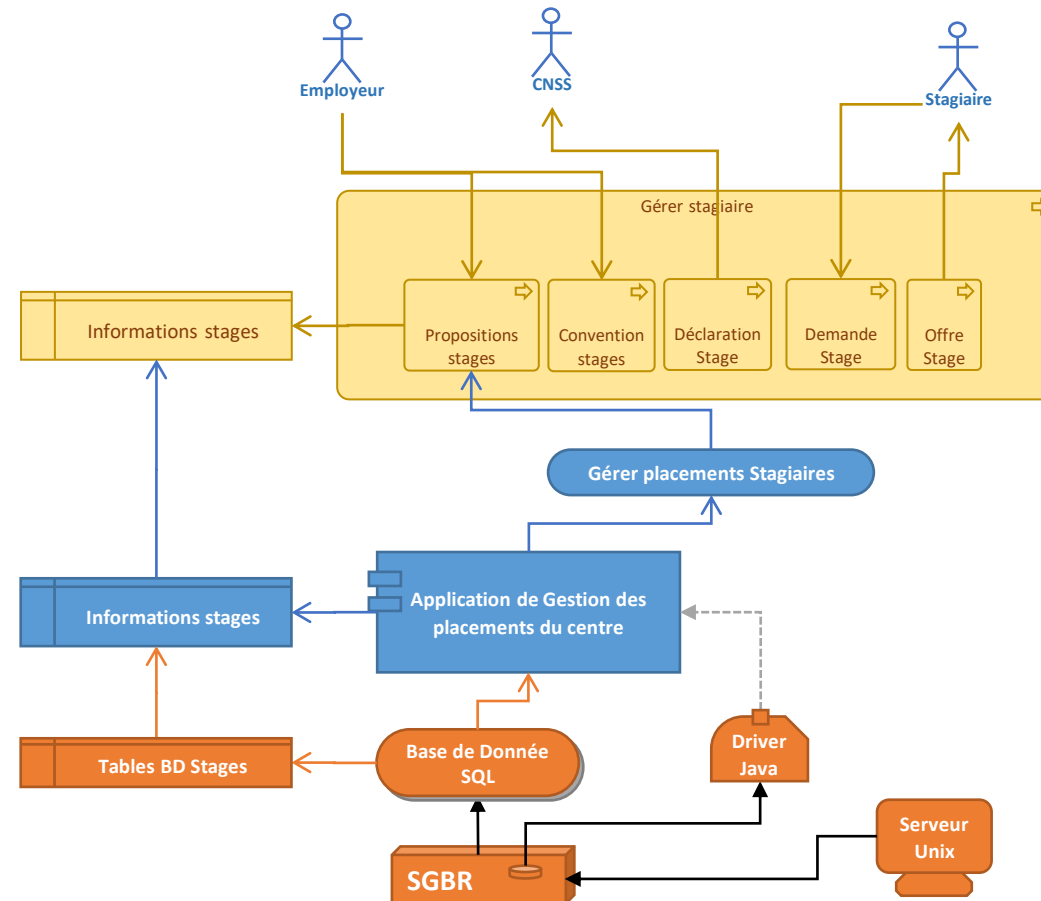 Employeur
CNSS
Stagiaire
Gérer stagiaire
Informations stages
Propositions
stages
Convention
stages
Déclaration
Stage
Demande
Stage
Offre
Stage
Gérer placements Stagiaires
Informations stages
Application de Gestion des
placements du centre
Tables BD Stages
Base de Donnée
SQL
Driver
Java
Serveur
Unix
SGBR